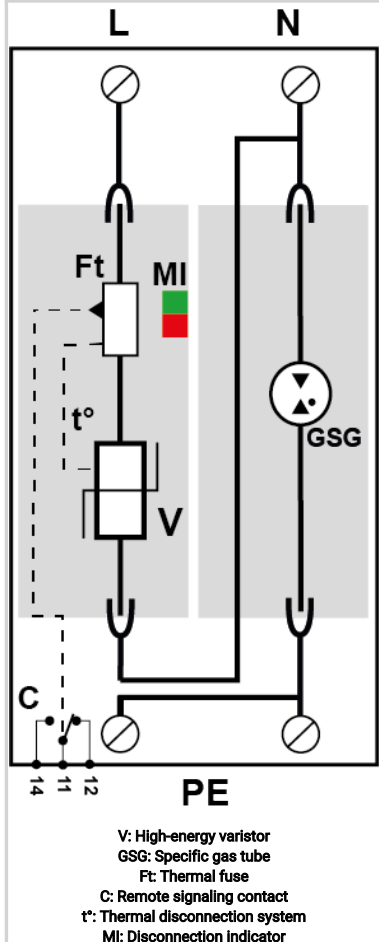 L N
Ft MI
t°
GSG
V
C
14 11 12
PE
V: High-energy varistor
GSG: Specific gas tube
Ft: Thermal fuse
C: Remote signaling contact
t°: Thermal disconnection system
MI: Disconnection indicator